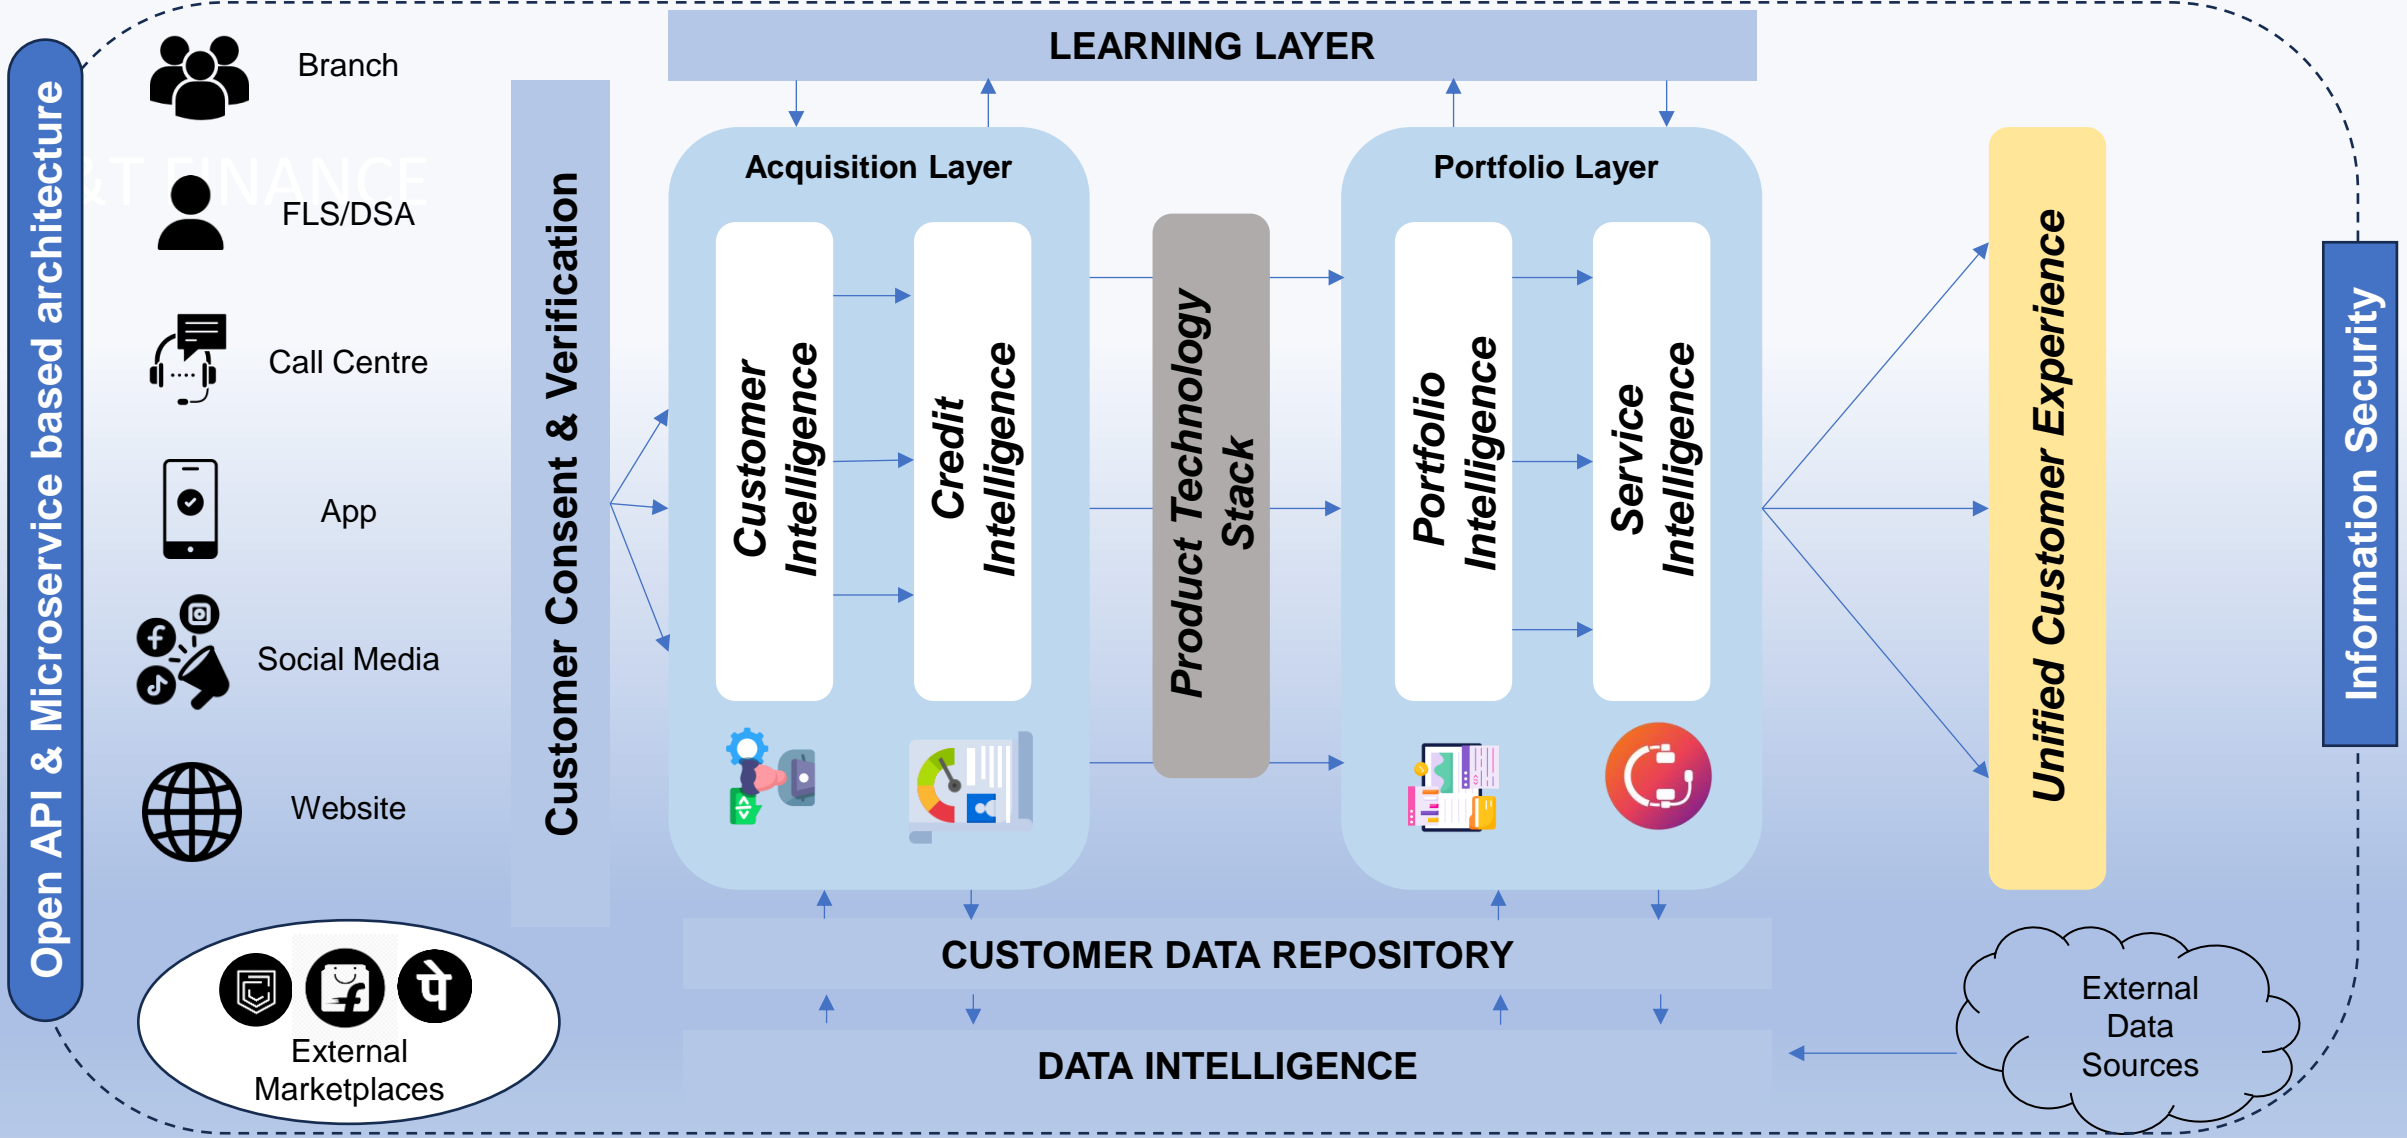 Open API & Microservice based architecture
&T FINANCE
Branch
FLS/DSA
Call Centre
App
Social Media
Website
External
Marketplaces
पे
Customer Consent & Verification
LEARNING LAYER
Acquisition Layer
Customer
Intelligence
Credit
Intelligence
Product Technology
Stack
Portfolio Layer
Portfolio
Intelligence
Service
Intelligence
Unified Customer Experience
Information Security
CUSTOMER DATA REPOSITORY
DATA INTELLIGENCE
External
Data
Sources